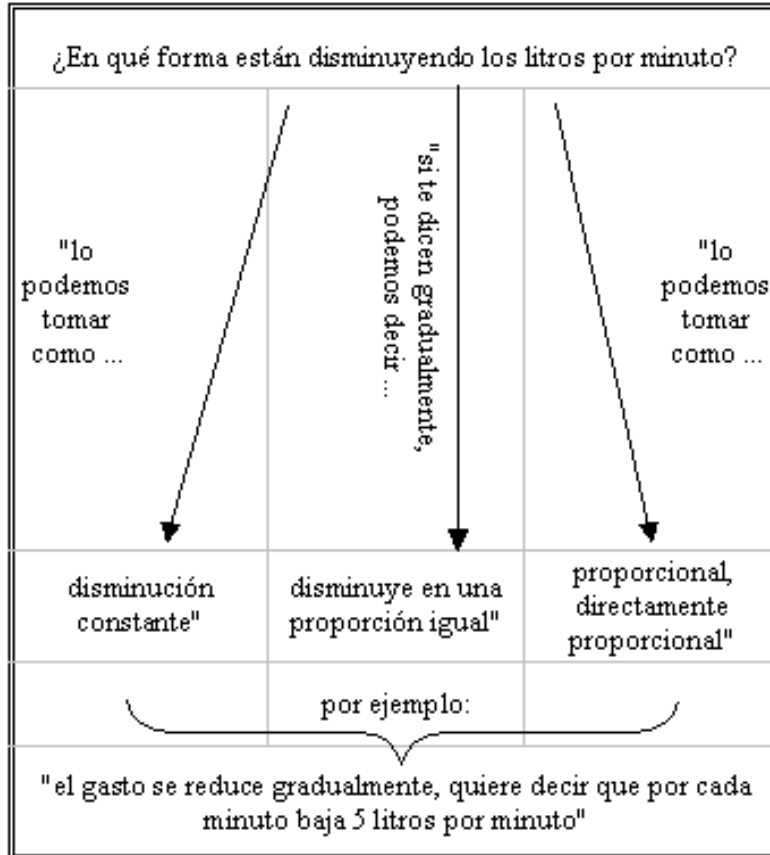 ¿En qué forma están disminuyendo los litros por minuto?
"lo
podemos
tomar
como ...
"si te dicen gradualmente,
podemos decir ...
"lo
podemos
tomar
como ...
disminución
constante"
disminuye en una
proporción igual"
proporcional,
directamente
proporcional"
por ejemplo:
"el gasto se reduce gradualmente, quiere decir que por cada
minuto baja 5 litros por minuto"